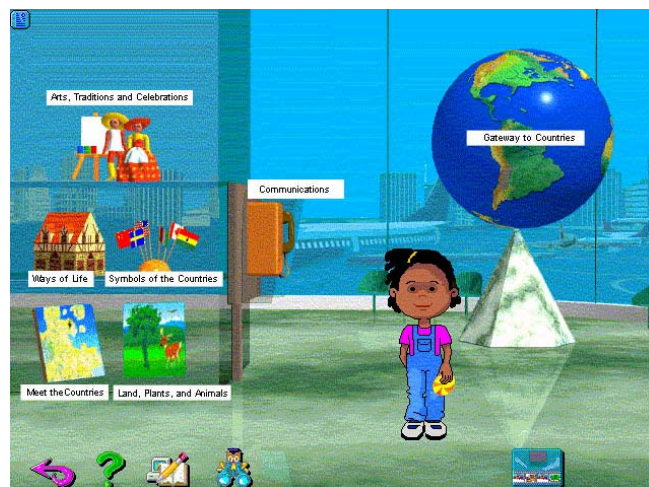 Arts, Traditions and Celebrations
Gateway to Countries
Communications
Ways of Life
Symbols of the Countries
Meet the Countries
Land, Plants, and Animals
?